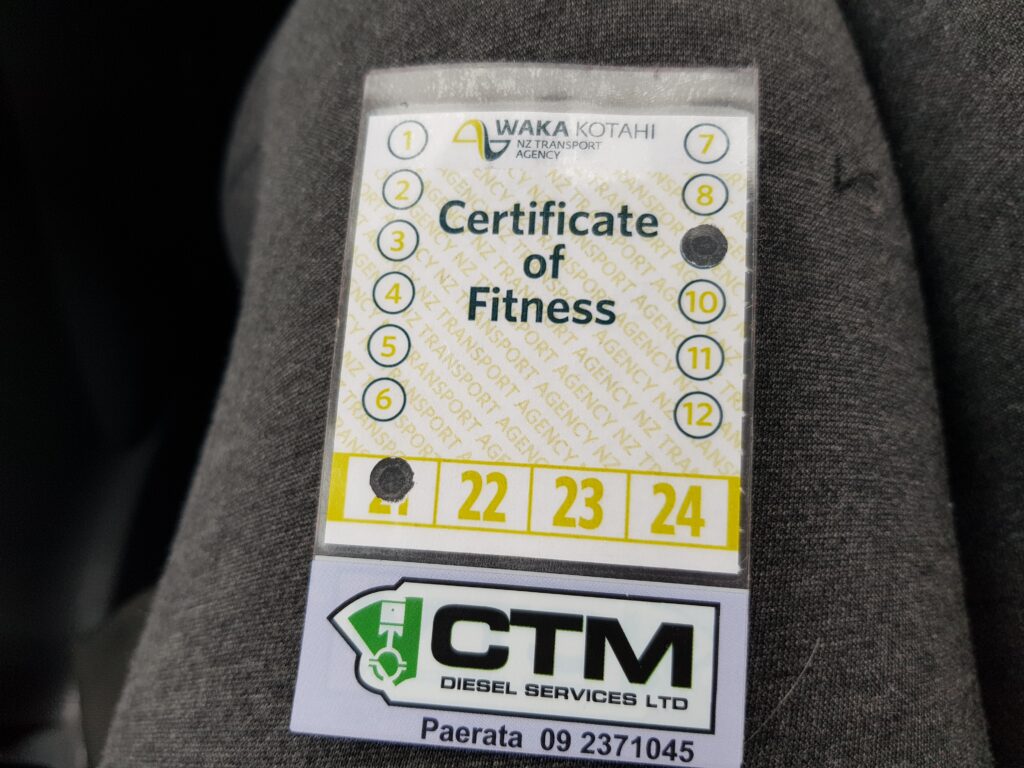 WAKA KOTAHI
NZ TRANSPORT
AGENCY
Certificate
of
Fitness
1
2
3
4
5
6
7
8
10
11
12
22 23 24
CTM
DIESEL SERVICES LTD
Paerata 09 2371045